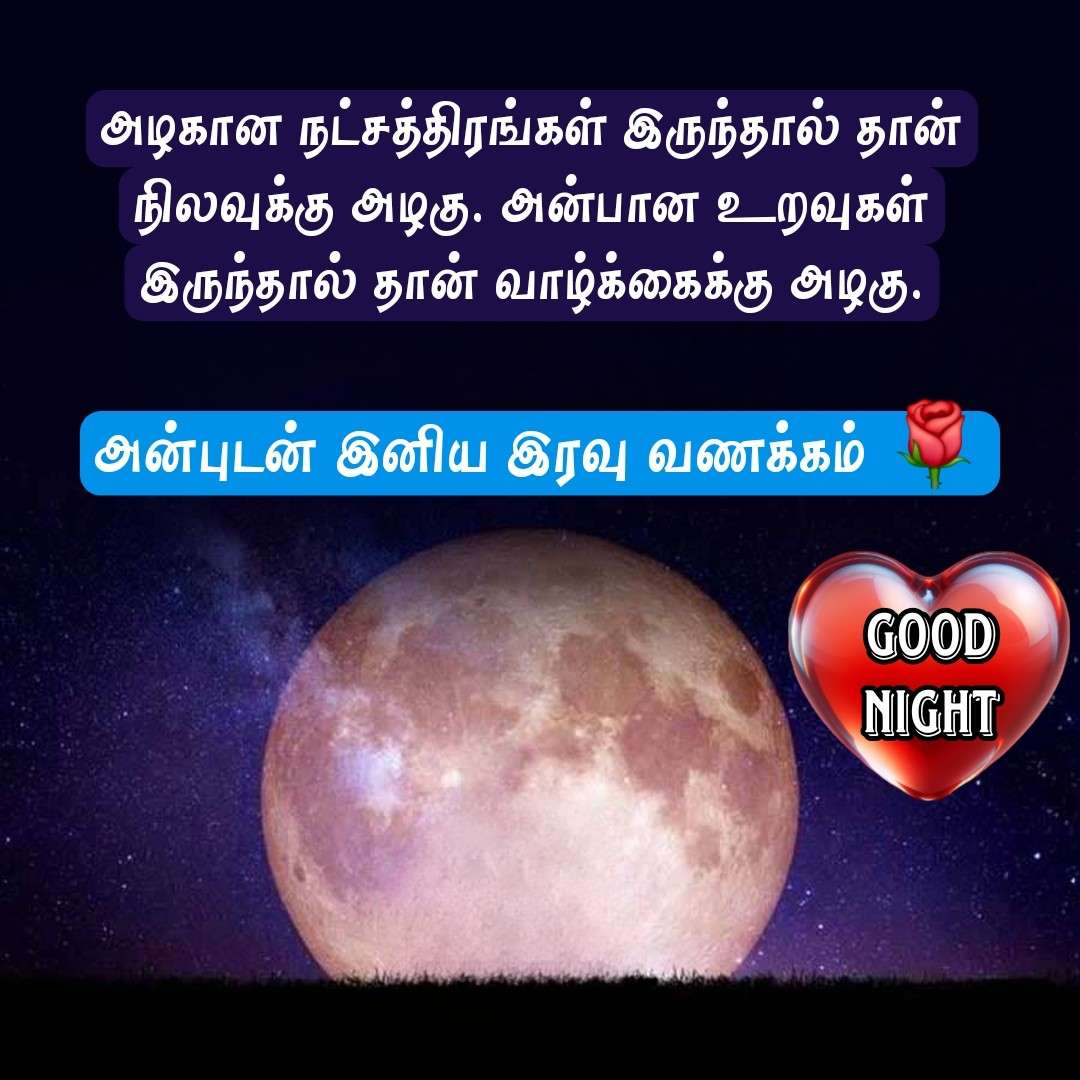 அழகான நட்சத்திரங்கள் இருந்தால் தான்
நிலவுக்கு அழகு. அன்பான உறவுகள்
இருந்தால் தான் வாழ்க்கைக்கு அழகு.
அன்புடன் இனிய இரவு வணக்கம் 🌹
GOOD
NIGHT